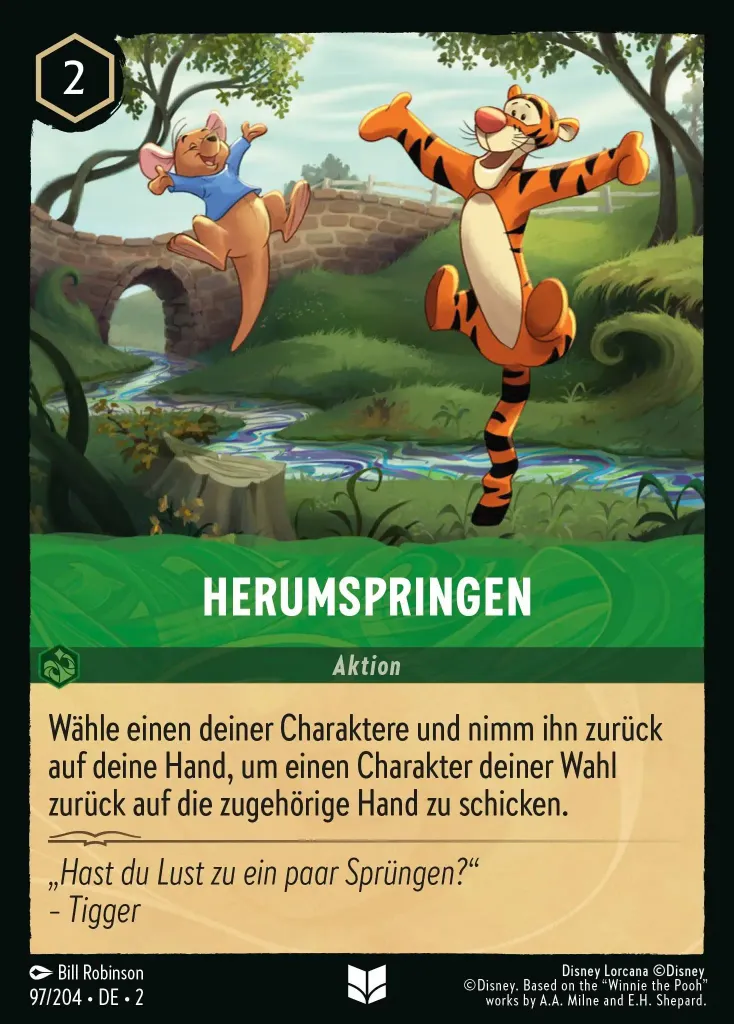 2
HERUMSPRINGEN
Aktion
Wähle einen deiner Charaktere und nimm ihn zurück
auf deine Hand, um einen Charakter deiner Wahl
zurück auf die zugehörige Hand zu schicken.
„Hast du Lust zu ein paar Sprüngen?“
– Tigger
Bill Robinson
97/204 • DE • 2
Disney Lorcana ©Disney
©Disney. Based on the “Winnie the Pooh”
works by A.A. Milne and E.H. Shepard.